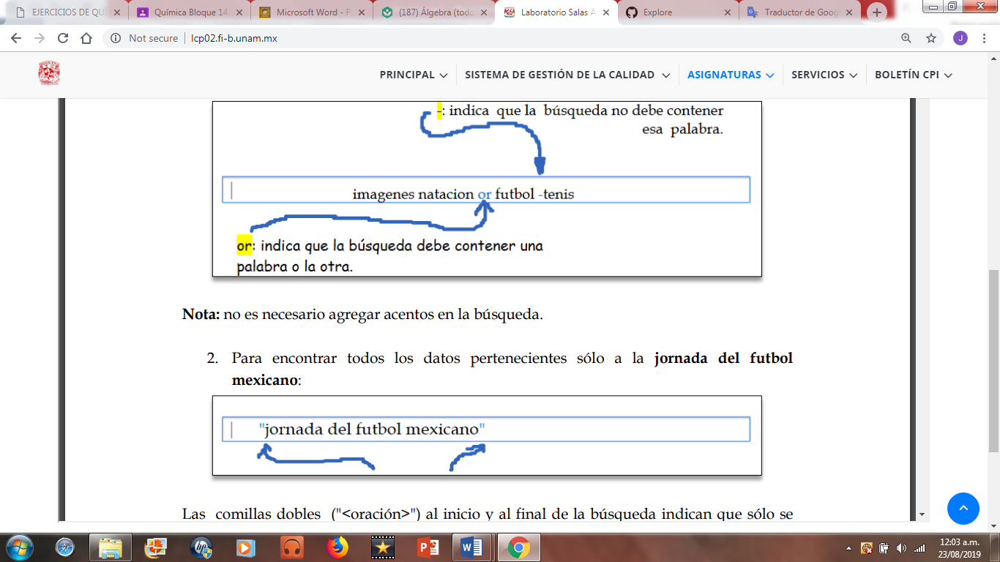 EJERCICIOS DE QU
Química Bloque 14
Microsoft Word - F
(187) Álgebra (todo
Laboratorio Salas A
Explore
Traductor de Goog
Not secure | lcp02.fi-b.unam.mx
J
PRINCIPAL
SISTEMA DE GESTIÓN DE LA CALIDAD
ASIGNATURAS
SERVICIOS
BOLETÍN CPI
-: indica que la búsqueda no debe contener
esa palabra.
imagenes natacion or futbol -tenis
or: indica que la búsqueda debe contener una
palabra o la otra.
Nota: no es necesario agregar acentos en la búsqueda.
2. Para encontrar todos los datos pertenecientes sólo a la jornada del futbol
mexicano:
"jornada del futbol mexicano"
Las comillas dobles ("<oración>") al inicio y al final de la búsqueda indican que sólo se
12:03 a.m.
23/08/2019